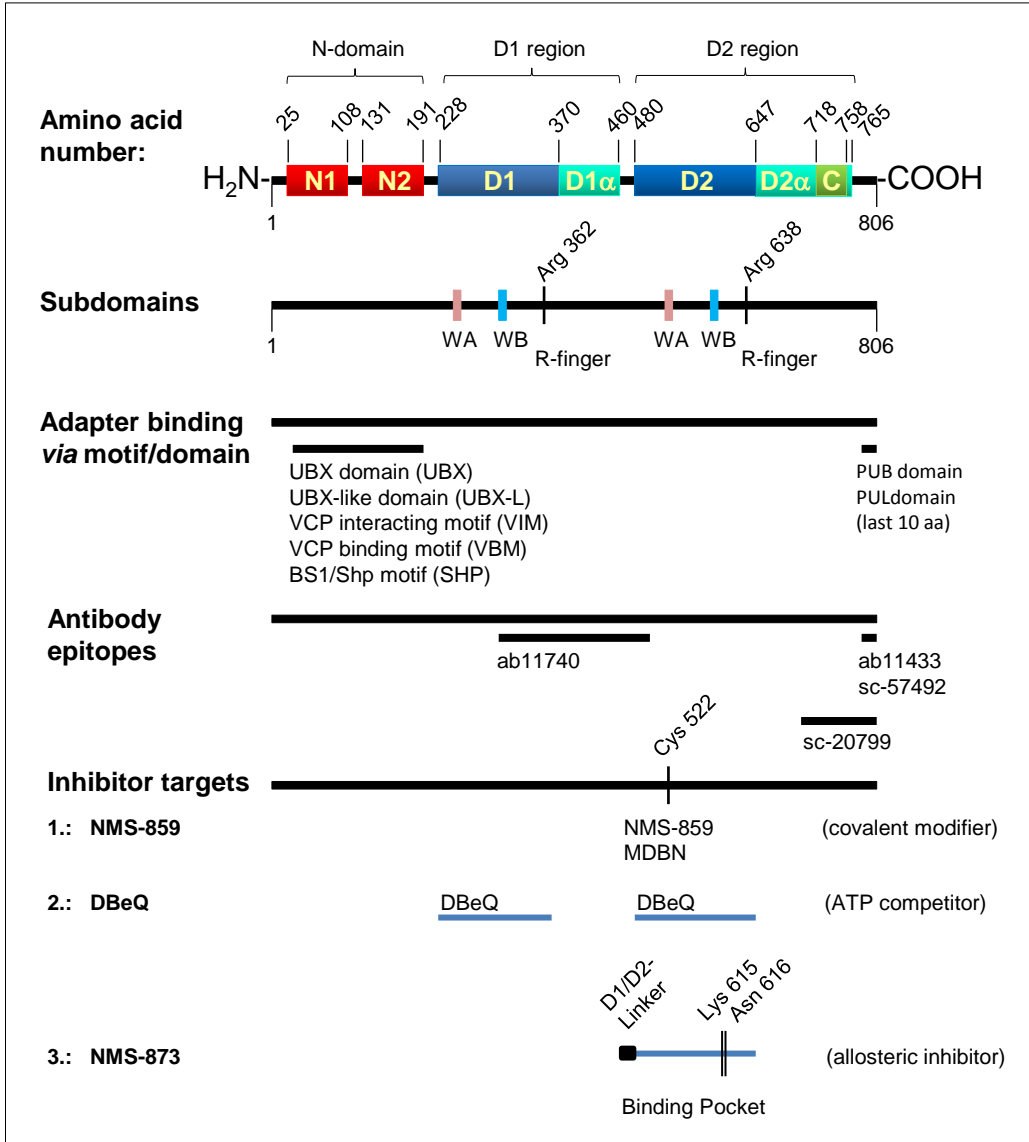 N-domain D1 region D2 region
Amino acid
number:
25 108 131 191 228 370 460 480 647 718 758 765
H2N- N1 N2 D1 D1α D2 D2α C -COOH
1 806
Subdomains
Arg 362 Arg 638
WA WB WA WB
R-finger R-finger
1 806
Adapter binding
via motif/domain
UBX domain (UBX)
UBX-like domain (UBX-L)
VCP interacting motif (VIM)
VCP binding motif (VBM)
BS1/Shp motif (SHP)
PUB domain
PULdomain
(last 10 aa)
Antibody
epitopes
ab11740
ab11433
sc-57492
sc-20799
Inhibitor targets
Cys 522
1.: NMS-859 NMS-859 (covalent modifier)
MDBN
2.: DBeQ DBeQ DBeQ (ATP competitor)
D1/D2-
Linker
Lys 615
Asn 616
3.: NMS-873 (allosteric inhibitor)
Binding Pocket